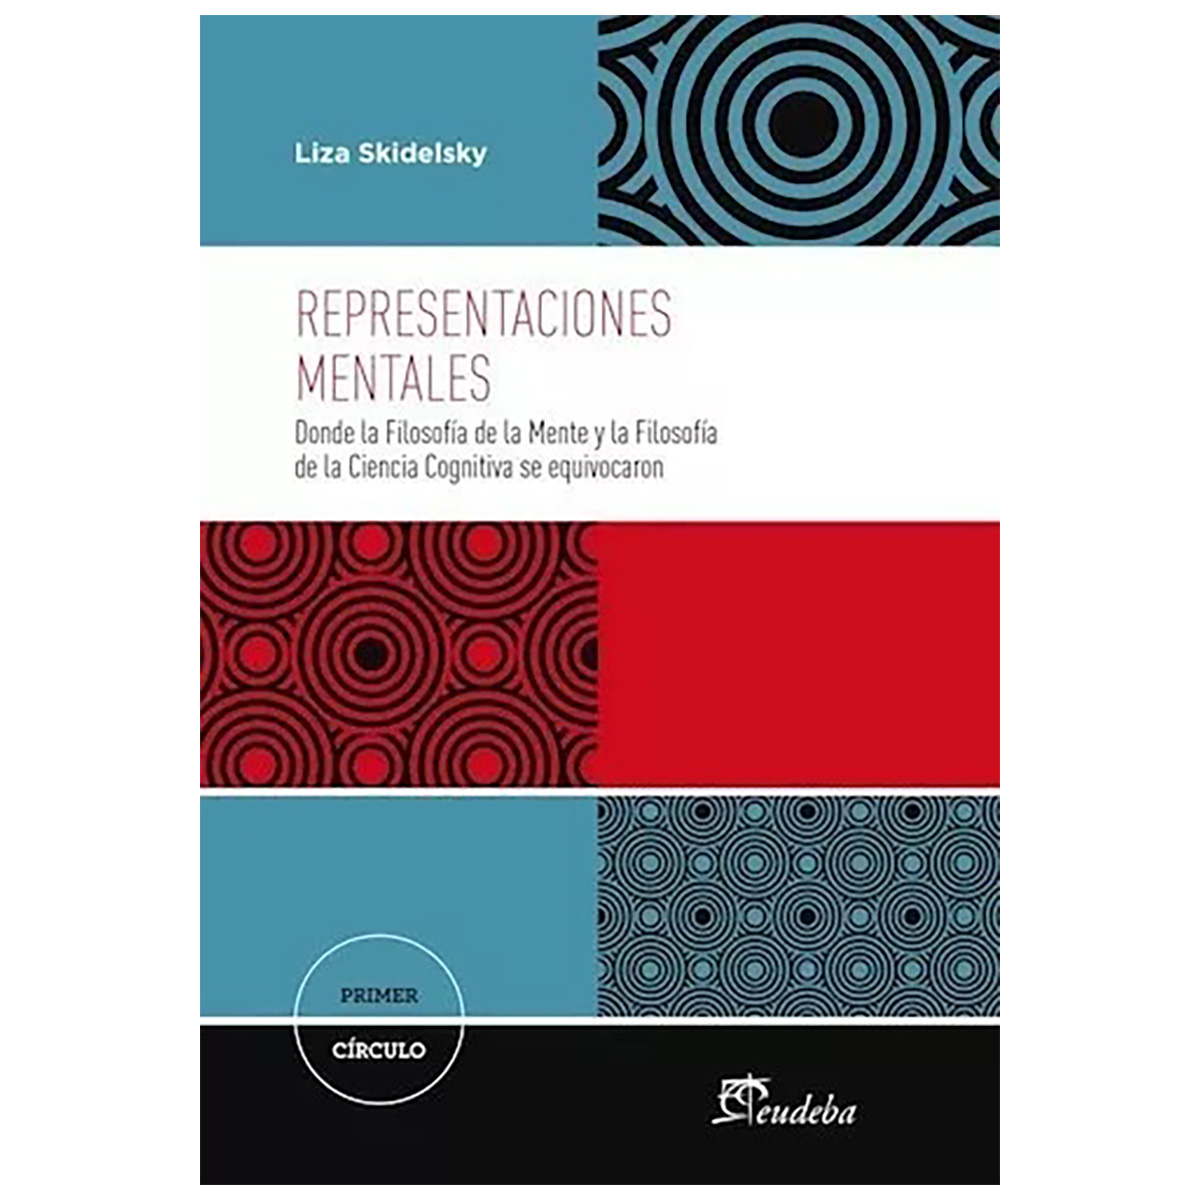 Liza Skidelsky
REPRESENTACIONES
MENTALES
Donde la Filosofía de la Mente y la Filosofía
de la Ciencia Cognitiva se equivocaron
PRIMER
CÍRCULO
eudeba